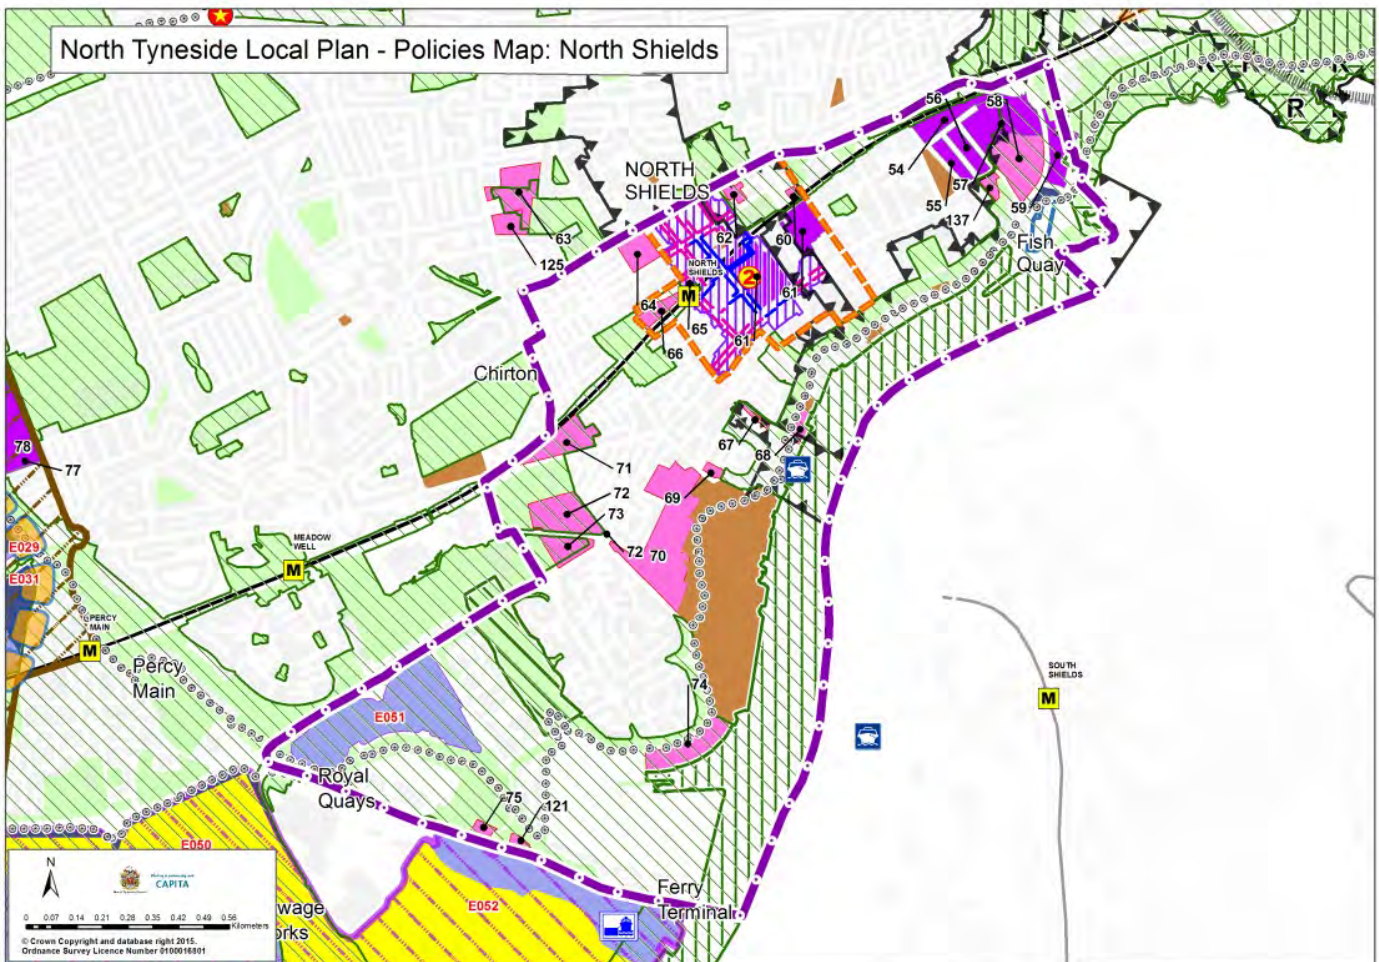 North Tyneside Local Plan - Policies Map: North Shields
R
56
58
54
57
55
137
59
Fish
Quay
NORTH
SHIELDS
63
125
62
60
NORTH
SHIELDS
2
M
64
65
66
61
61
Chirton
67
68
69
71
72
73
72
70
78
77
E029
E031
MEADOW
WELL
M
PERCY
MAIN
M
Percy
Main
74
SOUTH
SHIELDS
M
E051
Royal
Quays
75
121
E050
E052
Ferry
Terminal
wage
orks
N
CAPITA
0 0.07 0.14 0.21 0.28 0.35 0.42 0.49 0.56
Kilometers
© Crown Copyright and database right 2015.
Ordnance Survey Licence Number 0100016801